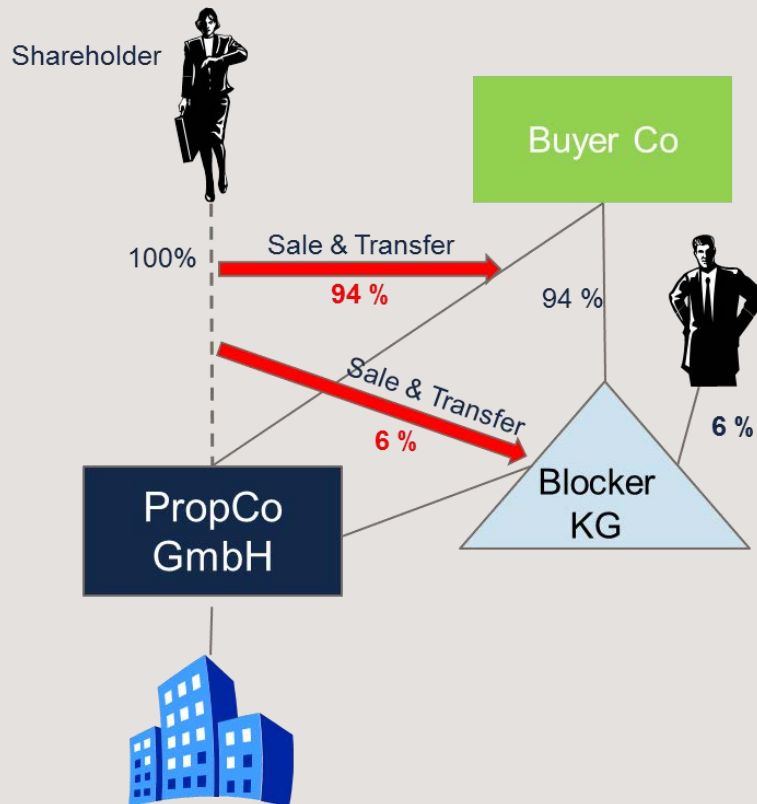 Shareholder
Buyer Co
100%
Sale & Transfer
94 %
94 %
Sale & Transfer
6 %
6 %
PropCo
GmbH
Blocker
KG